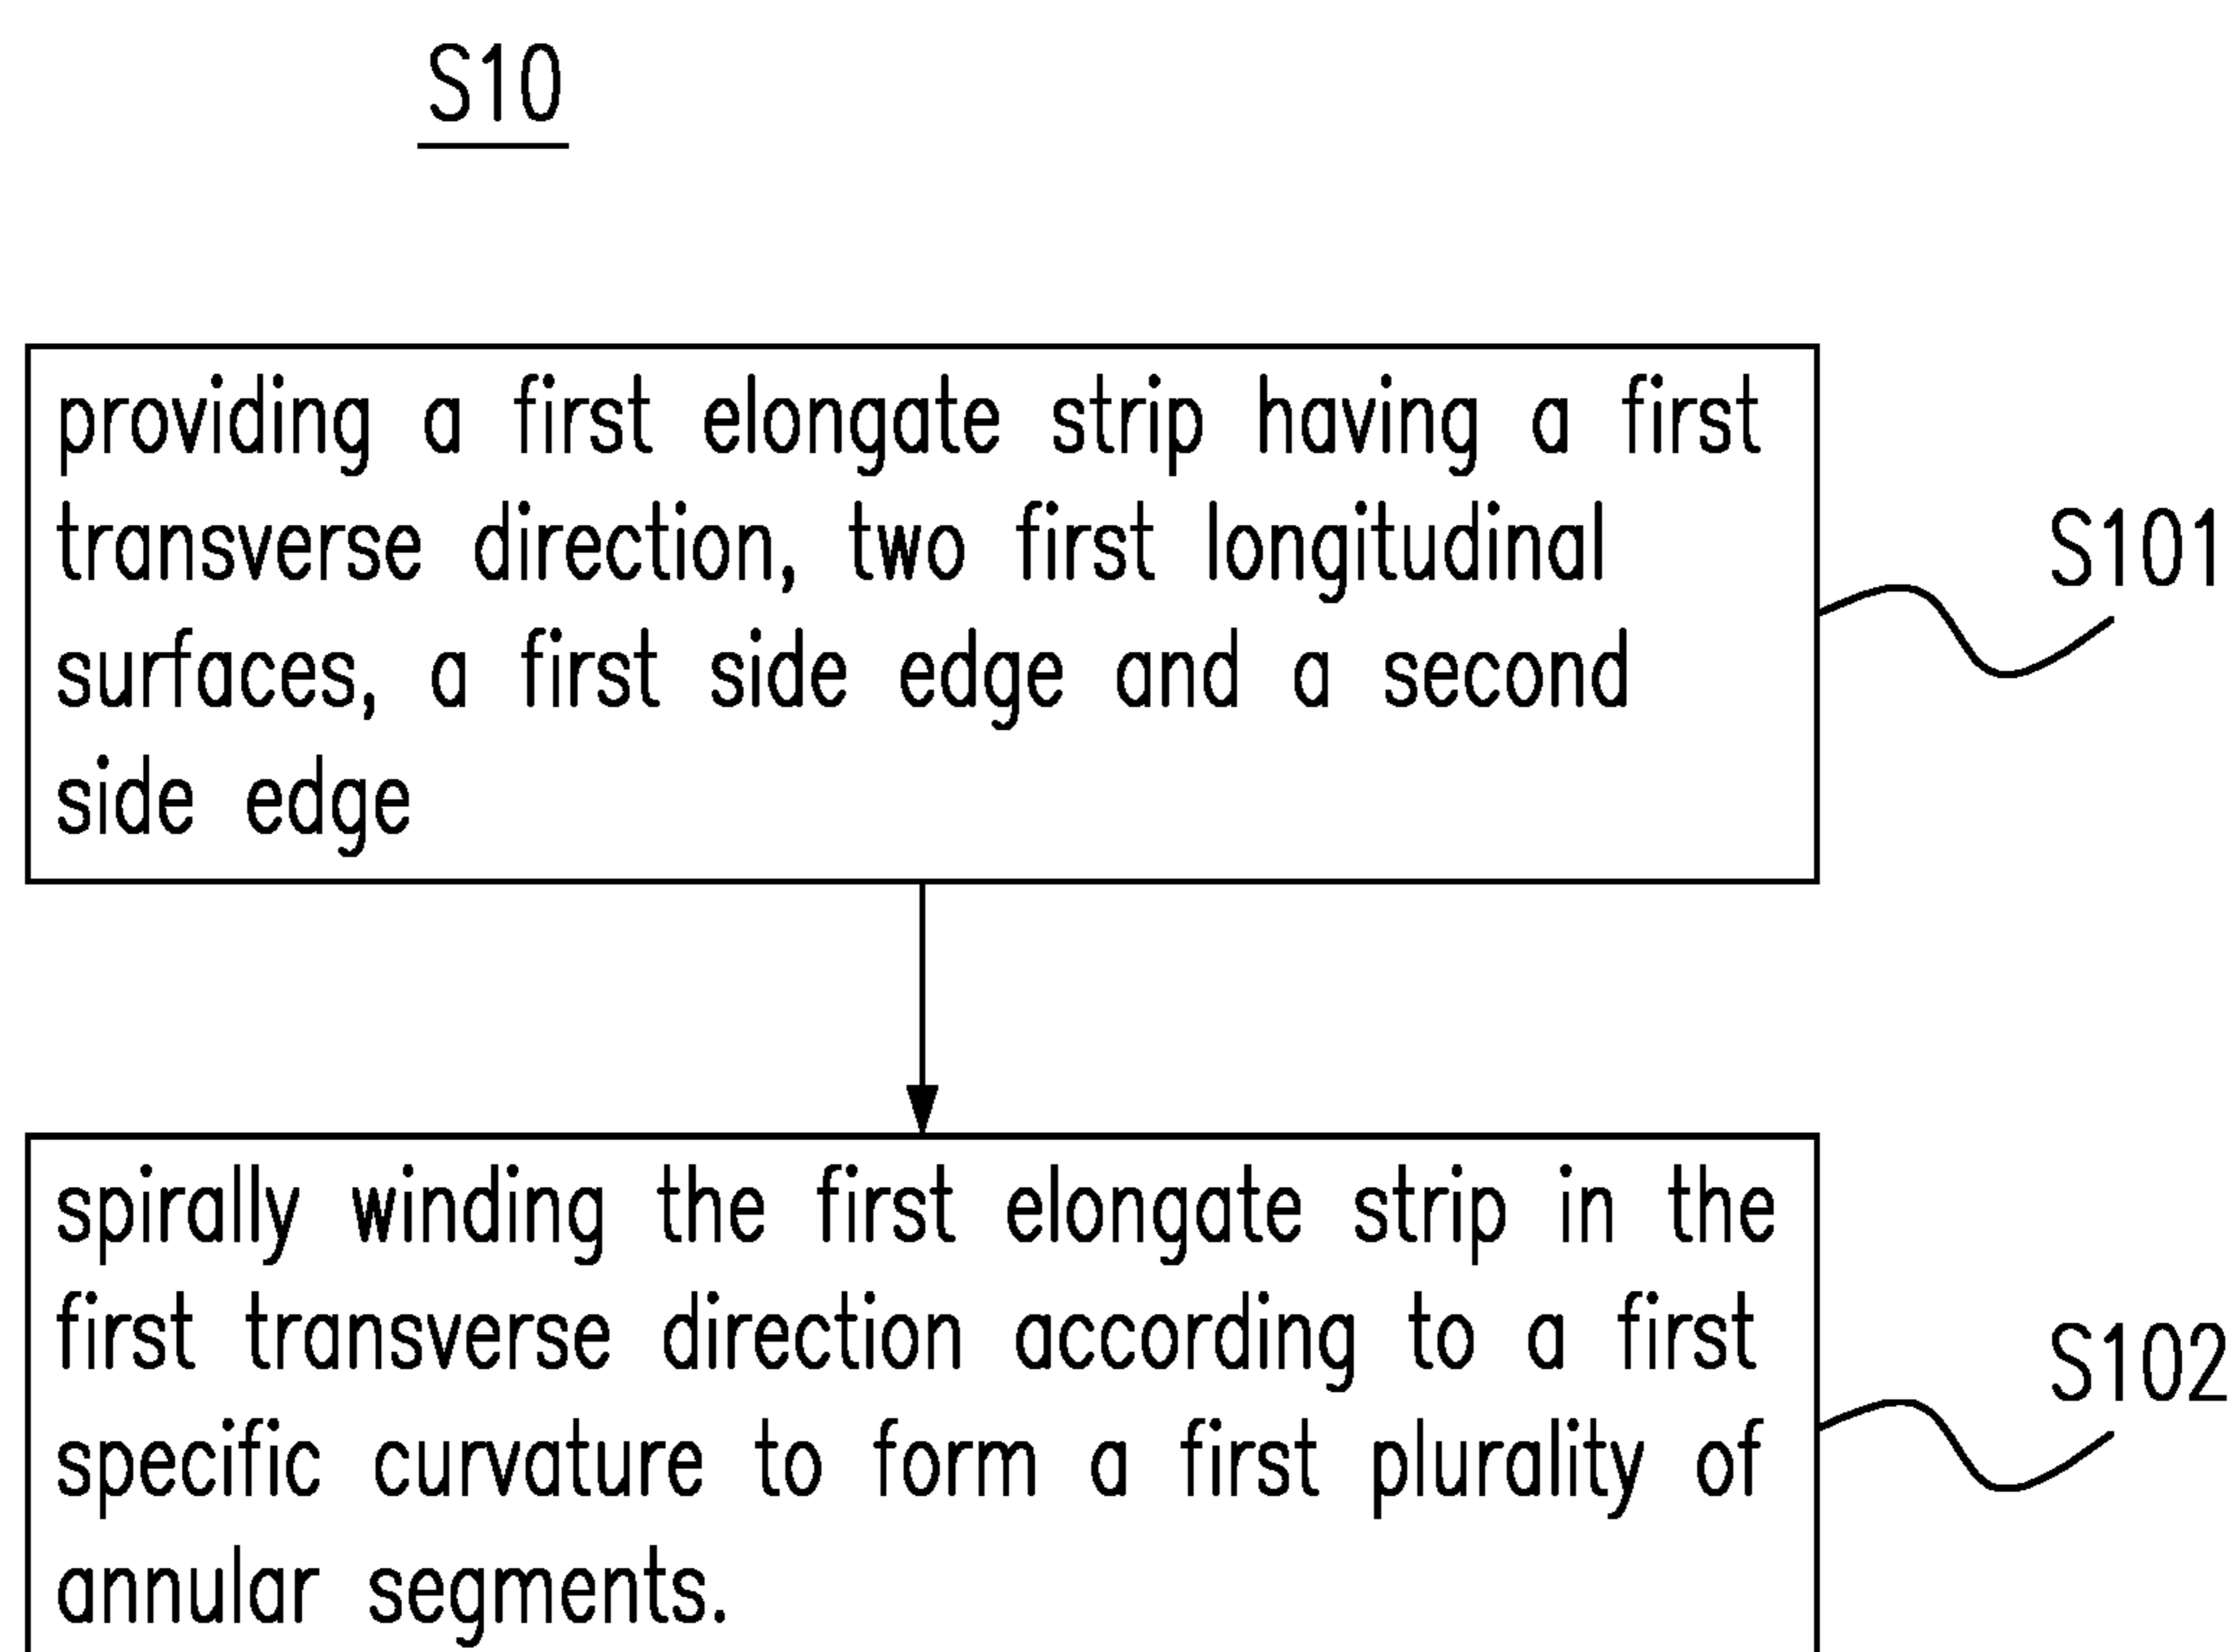 S10
providing a first elongate strip having a first
transverse direction, two first longitudinal
surfaces, a first side edge and a second
side edge
S101
spirally winding the first elongate strip in the
first transverse direction according to a first
specific curvature to form a first plurality of
annular segments.
S102